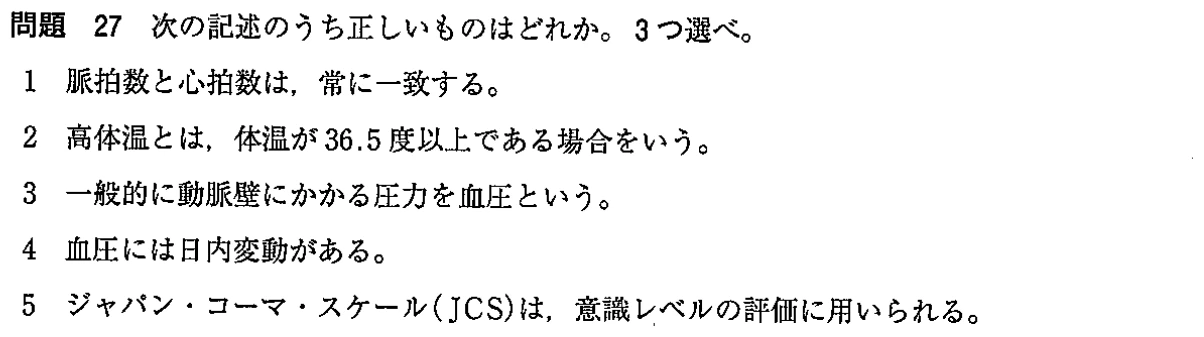 問題 27 次の記述のうち正しいものはどれか。3つ選べ。
1 脈拍数と心拍数は，常に一致する。
2 高体温とは，体温が36.5度以上である場合をいう。
3 一般的に動脈壁にかかる圧力を血圧という。
4 血圧には日内変動がある。
5 ジャパン・コーマ・スケール(JCS)は，意識レベルの評価に用いられる。